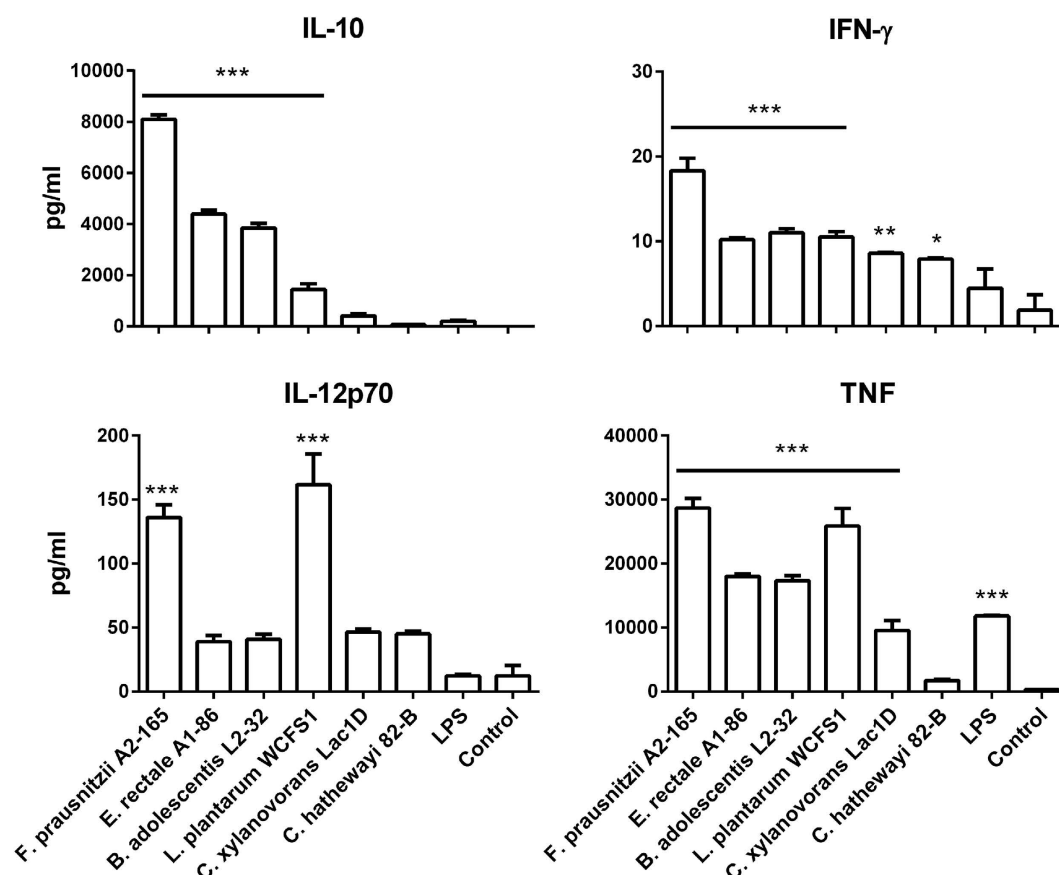 IL-10
IFN-γ
10000
8000
6000
4000
2000
0
pg/ml
***
30
20
10
0
***
**
*
IL-12p70
TNF
200
150
100
50
0
pg/ml
***
***
40000
30000
20000
10000
0
***
***
F. prausnitzii A2-165
E. rectale A1-86
B. adolescentis L2-32
L. plantarum WCFS1
C. xylanovorans Lac1D
C. hathewayi 82-B
LPS
Control
F. prausnitzii A2-165
E. rectale A1-86
B. adolescentis L2-32
L. plantarum WCFS1
C. xylanovorans Lac1D
C. hathewayi 82-B
LPS
Control